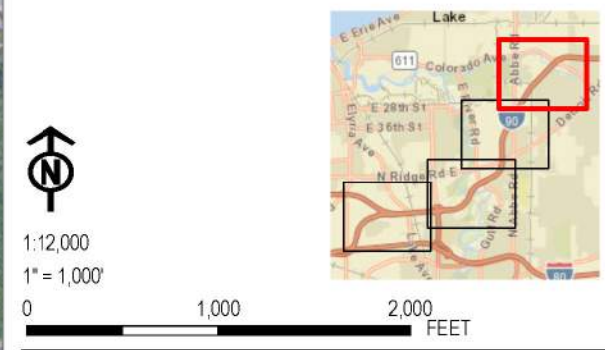 Lake
E Erie Ave
611
Colorado Ave
Abbe Rd
E 28th St
E River Rd
90
Detroit Rd
E 36th St
Elyria Ave
N Ridge Rd E
Gulf Rd
N Abbe Rd
Lake Ave
80
N
1:12,000
1" = 1,000'
0 1,000 2,000
FEET